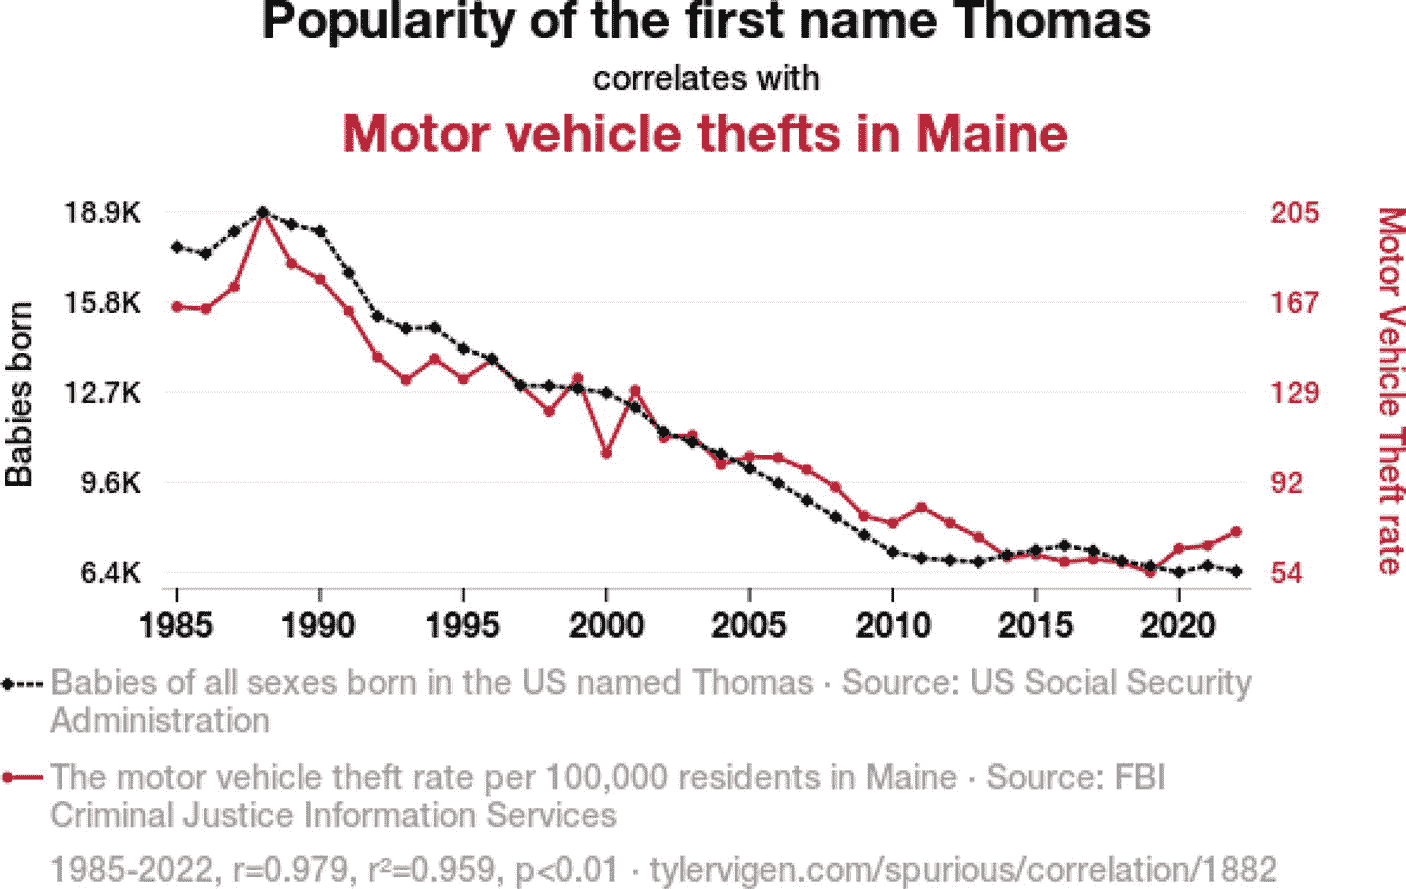 Popularity of the first name Thomas
correlates with
Motor vehicle thefts in Maine
18.9K
15.8K
12.7K
9.6K
6.4K
Babies born
205
167
129
92
54
Motor Vehicle Theft rate
1985
1990
1995
2000
2005
2010
2015
2020
Babies of all sexes born in the US named Thomas · Source: US Social Security
Administration
The motor vehicle theft rate per 100,000 residents in Maine · Source: FBI
Criminal Justice Information Services
1985-2022, r=0.979, r²=0.959, p<0.01 · tylervigen.com/spurious/correlation/1882